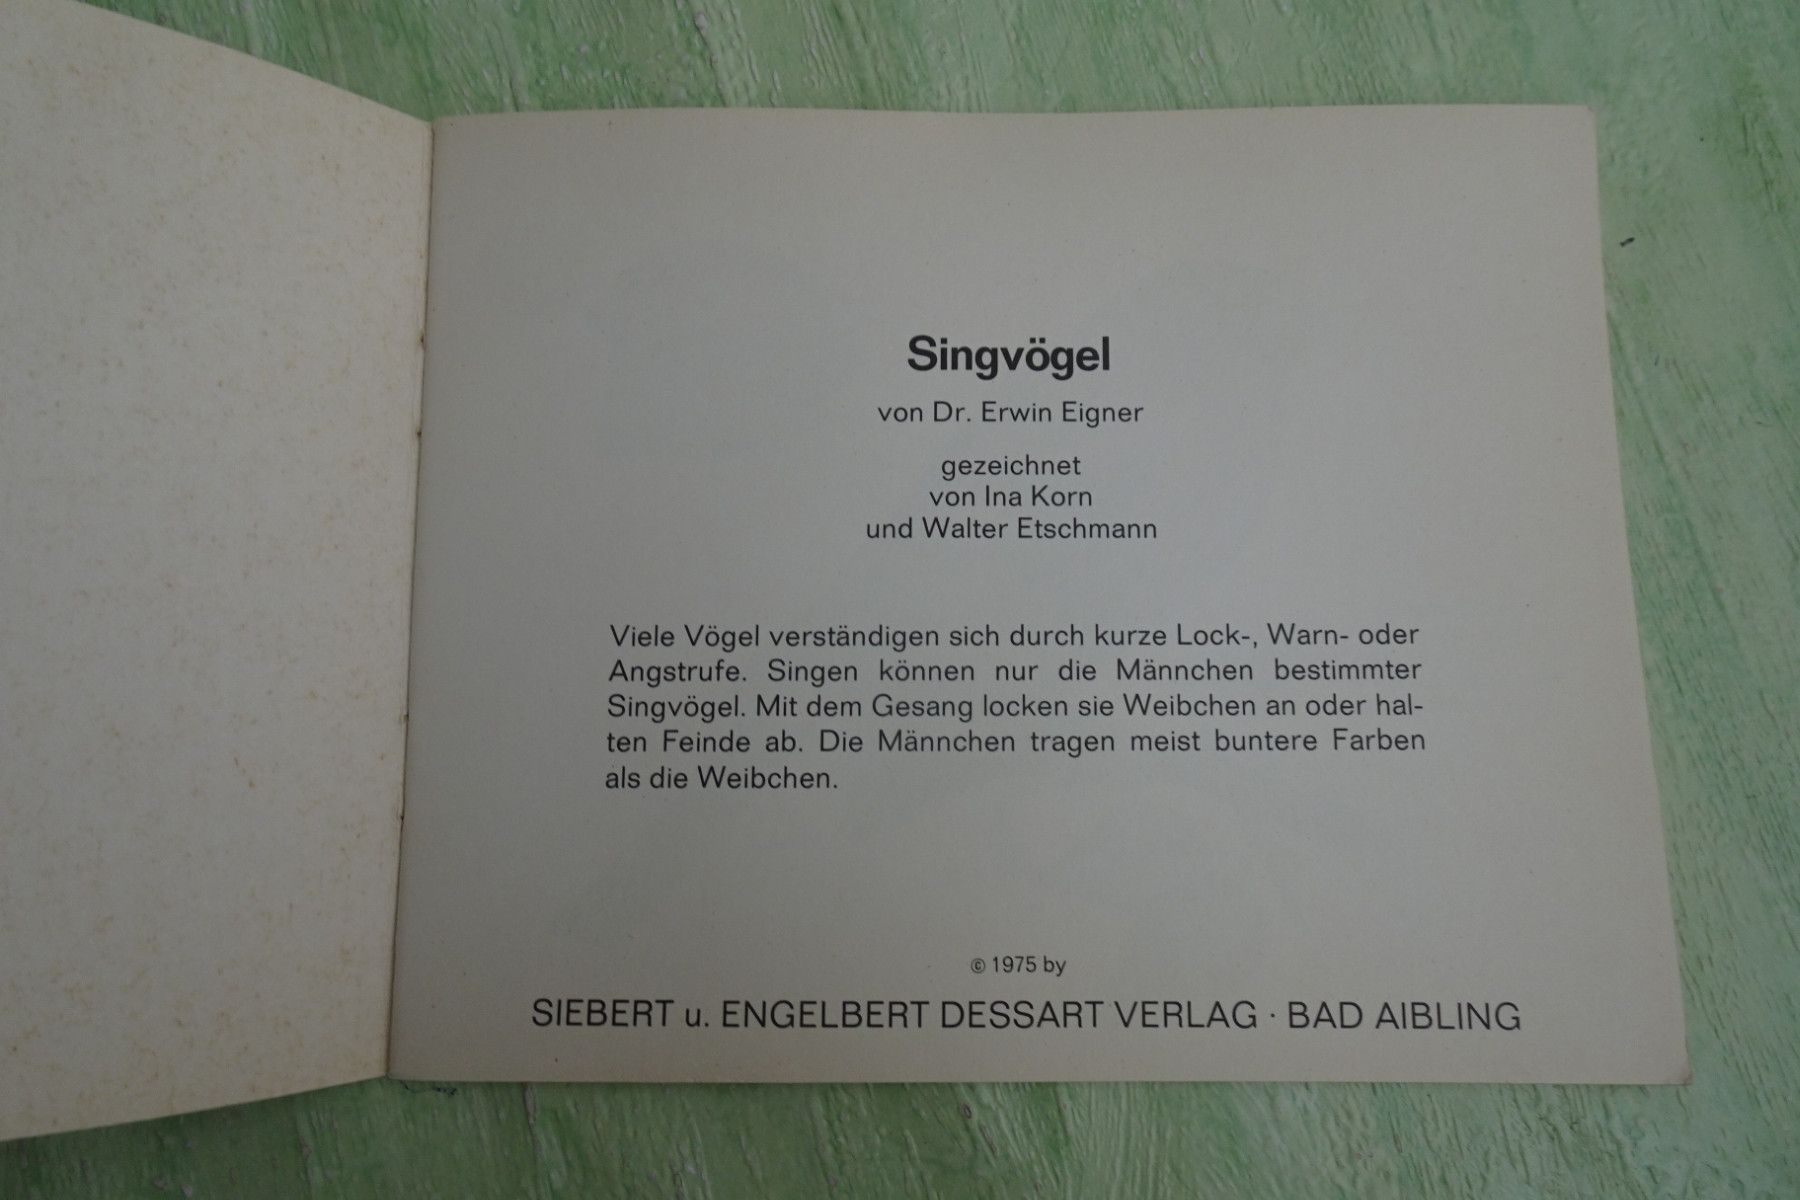 Singvögel
von Dr. Erwin Eigner
gezeichnet
von Ina Korn
und Walter Etschmann
Viele Vögel verständigen sich durch kurze Lock-, Warn- oder
Angstrufe. Singen können nur die Männchen bestimmter
Singvögel. Mit dem Gesang locken sie Weibchen an oder hal-
ten Feinde ab. Die Männchen tragen meist buntere Farben
als die Weibchen.
© 1975 by
SIEBERT u. ENGELBERT DESSART VERLAG · BAD AIBLING